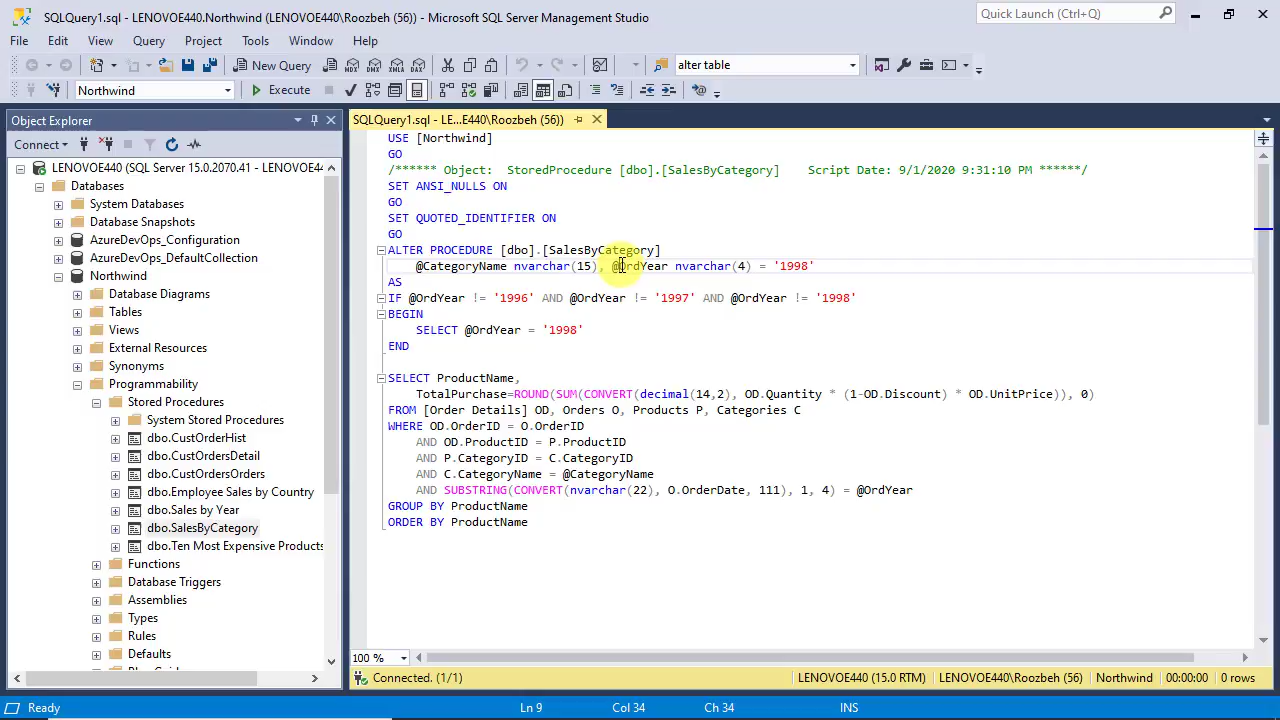 SQLQuery1.sql - LENOVOE440.Northwind (LENOVOE440\Roozbeh (56)) - Microsoft SQL Server Management Studio
Quick Launch (Ctrl+Q)
File Edit View Query Project Tools Window Help
New Query
MDX DMX XMLA DAX
alter table
Northwind
Execute
Object Explorer
SQLQuery1.sql - LE...E440\Roozbeh (56))
Connect
LENOVOE440 (SQL Server 15.0.2070.41 - LENOVOE44
Databases
System Databases
Database Snapshots
AzureDevOps_Configuration
AzureDevOps_DefaultCollection
Northwind
Database Diagrams
Tables
Views
External Resources
Synonyms
Programmability
Stored Procedures
System Stored Procedures
dbo.CustOrderHist
dbo.CustOrdersDetail
dbo.CustOrdersOrders
dbo.Employee Sales by Country
dbo.Sales by Year
dbo.SalesByCategory
dbo.Ten Most Expensive Products
Functions
Database Triggers
Assemblies
Types
Rules
Defaults
USE [Northwind]
GO
/****** Object:  StoredProcedure [dbo].[SalesByCategory]    Script Date: 9/1/2020 9:31:10 PM ******/
SET ANSI_NULLS ON
GO
SET QUOTED_IDENTIFIER ON
GO
ALTER PROCEDURE [dbo].[SalesByCategory]
@CategoryName nvarchar(15), @OrdYear nvarchar(4) = '1998'
AS
IF @OrdYear != '1996' AND @OrdYear != '1997' AND @OrdYear != '1998'
BEGIN
SELECT @OrdYear = '1998'
END
SELECT ProductName,
TotalPurchase=ROUND(SUM(CONVERT(decimal(14,2), OD.Quantity * (1-OD.Discount) * OD.UnitPrice)), 0)
FROM [Order Details] OD, Orders O, Products P, Categories C
WHERE OD.OrderID = O.OrderID
AND OD.ProductID = P.ProductID
AND P.CategoryID = C.CategoryID
AND C.CategoryName = @CategoryName
AND SUBSTRING(CONVERT(nvarchar(22), O.OrderDate, 111), 1, 4) = @OrdYear
GROUP BY ProductName
ORDER BY ProductName
100 %
Connected. (1/1)
LENOVOE440 (15.0 RTM) LENOVOE440\Roozbeh (56) Northwind 00:00:00 0 rows
Ready Ln 9 Col 34 Ch 34 INS